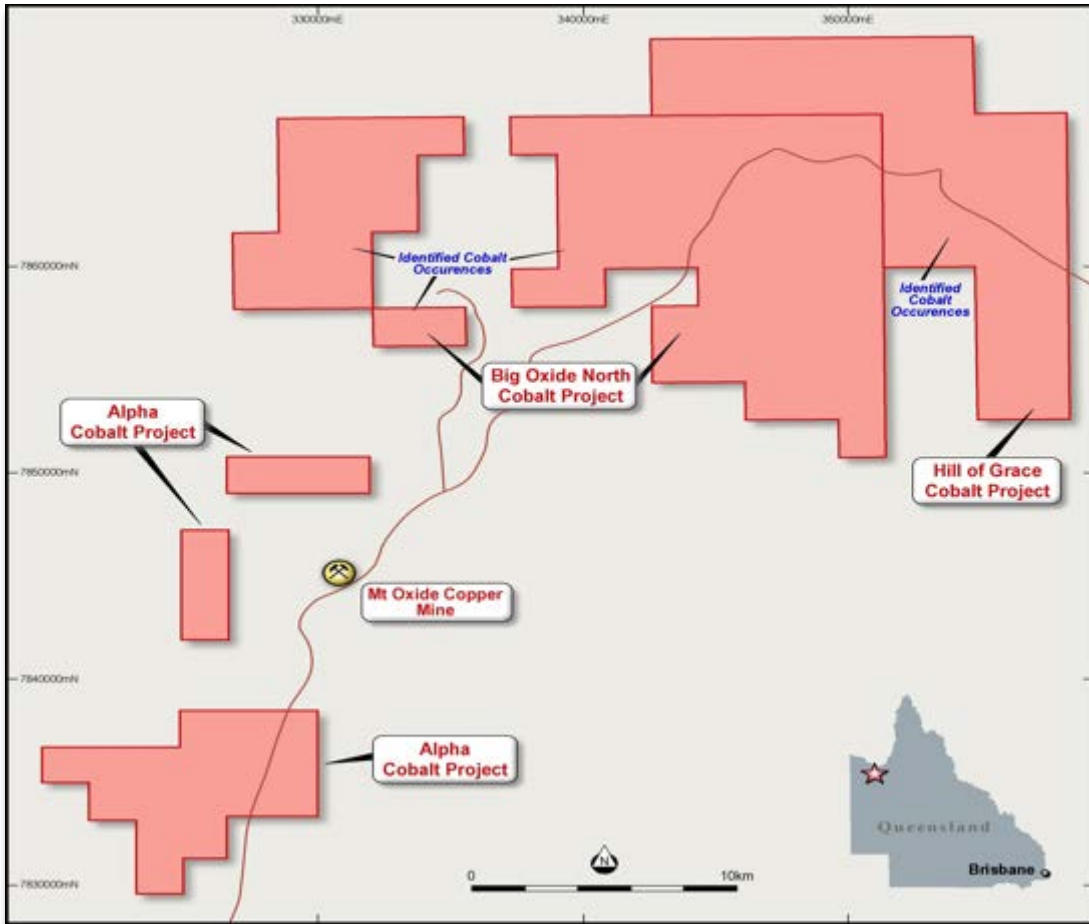 330000mE
340000mE
350000mE
Identified Cobalt
Occurences
7860000mN
Identified
Cobalt
Occurences
Big Oxide North
Cobalt Project
Alpha
Cobalt Project
Hill of Grace
Cobalt Project
7850000mN
Mt Oxide Copper
Mine
7840000mN
Alpha
Cobalt Project
Queensland
Brisbane
N
0
10km
7830000mN